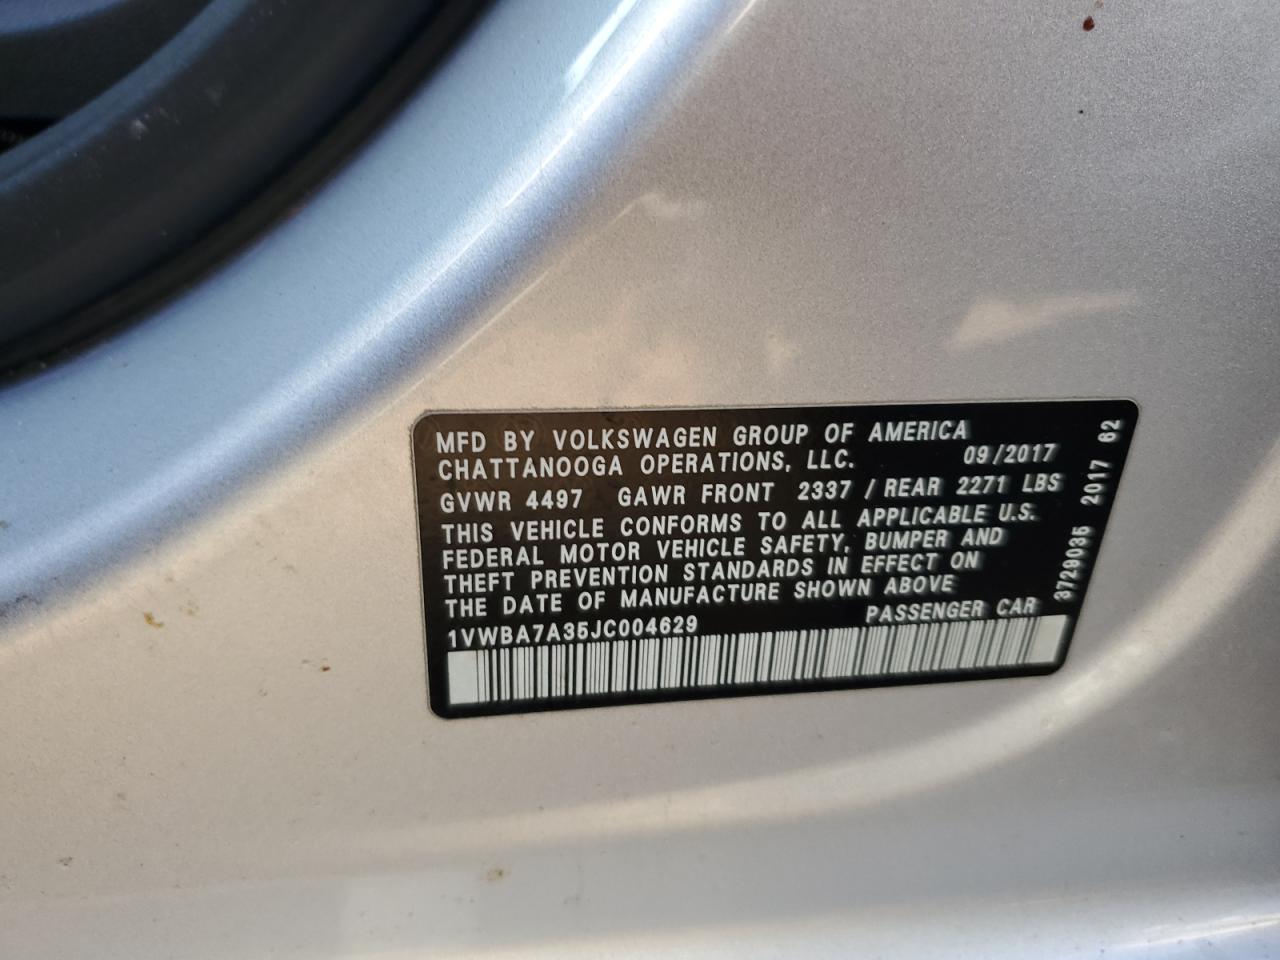 MFD BY VOLKSWAGEN GROUP OF AMERICA
CHATTANOOGA OPERATIONS, LLC. 09/2017
GVWR 4497 GAWR FRONT 2337 / REAR 2271 LBS
THIS VEHICLE CONFORMS TO ALL APPLICABLE U.S.
FEDERAL MOTOR VEHICLE SAFETY, BUMPER AND
THEFT PREVENTION STANDARDS IN EFFECT ON
THE DATE OF MANUFACTURE SHOWN ABOVE
1VWBA7A35JC004629 PASSENGER CAR
3729035 2017 62